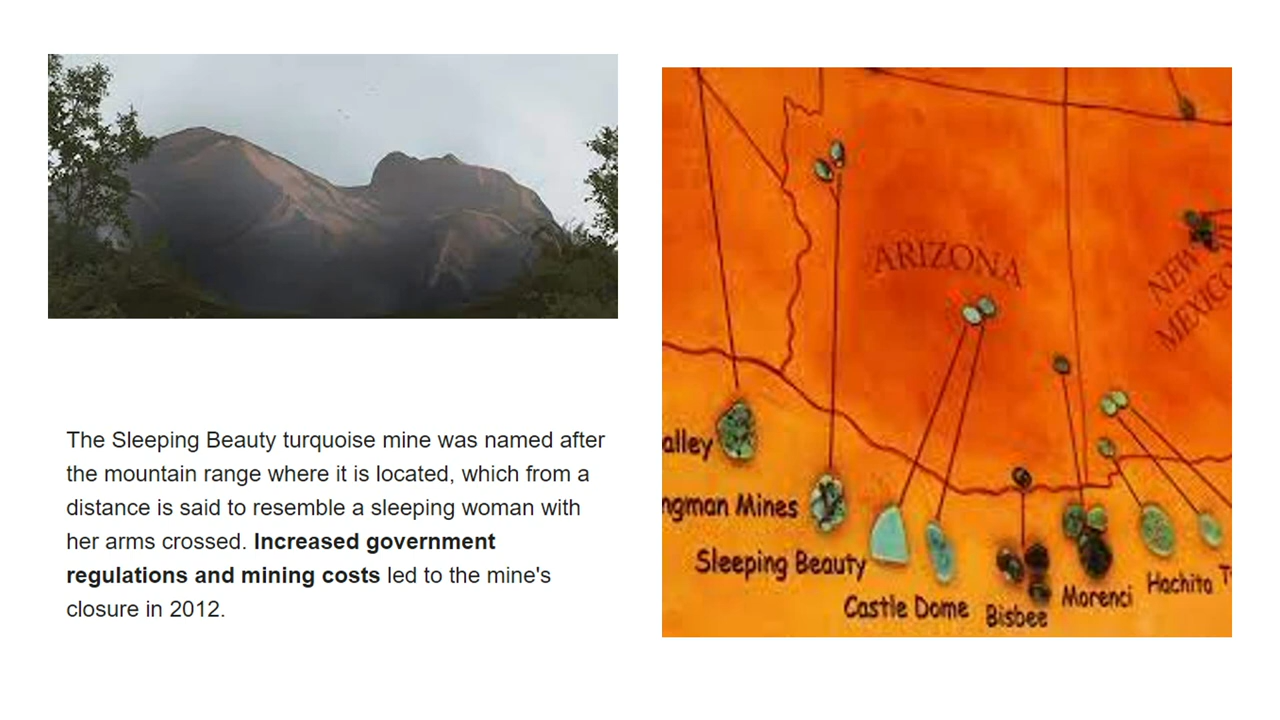 The Sleeping Beauty turquoise mine was named after
the mountain range where it is located, which from a
distance is said to resemble a sleeping woman with
her arms crossed. Increased government
regulations and mining costs led to the mine's
closure in 2012.
ARIZONA
NEW
MEXICO
alley
ngman Mines
Sleeping Beauty
Castle Dome
Bisbee
Morenci
Hachita